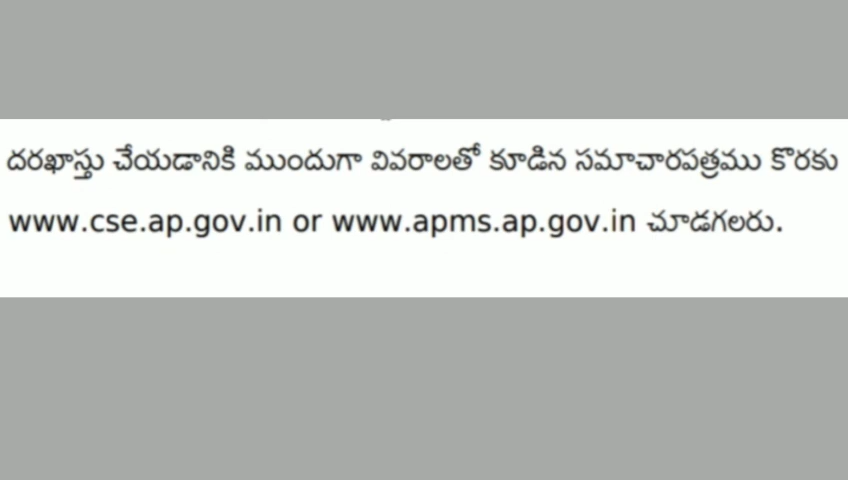 దరఖాస్తు చేయడానికి ముందుగా వివరాలతో కూడిన సమాచారపత్రము కొరకు
www.cse.ap.gov.in or www.apms.ap.gov.in చూడగలరు.